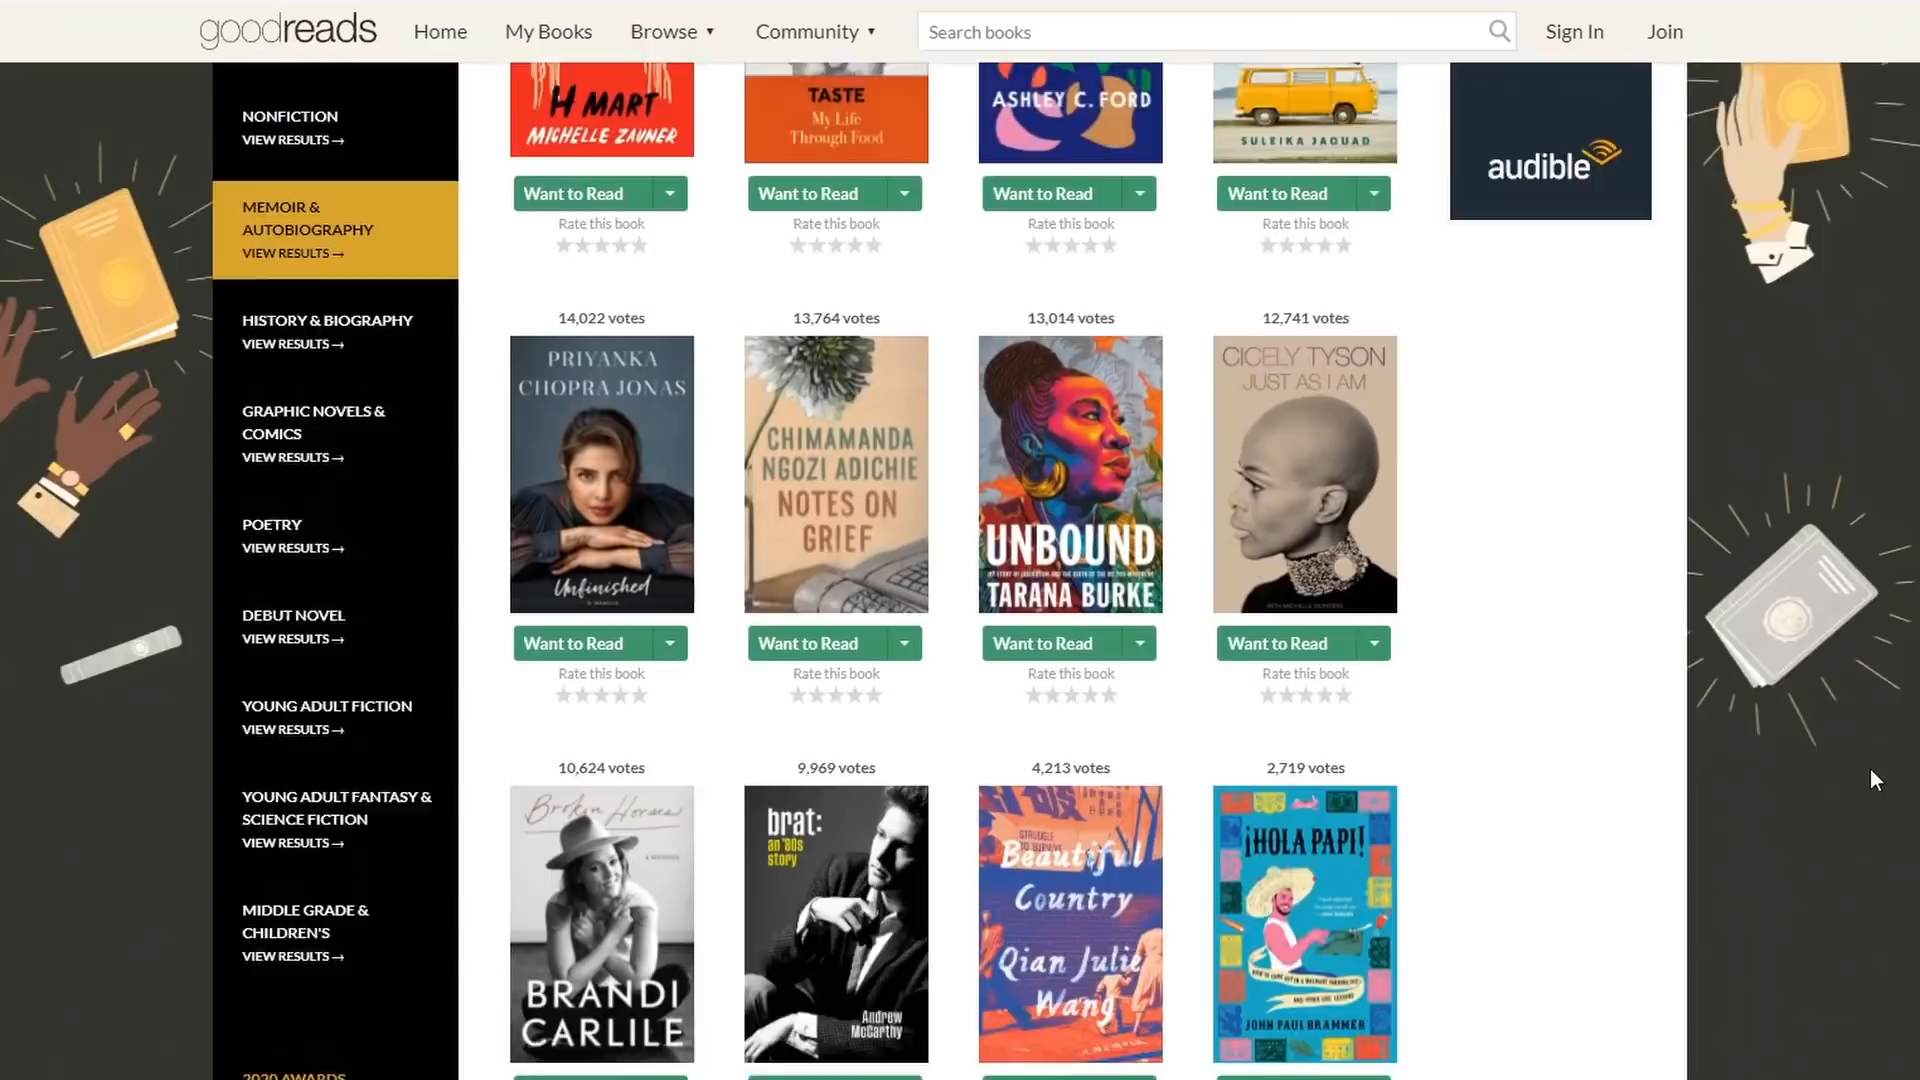 goodreads
Home
My Books
Browse ▼
Community ▼
Search books
Sign In
Join
NONFICTION
VIEW RESULTS →
MEMOIR &
AUTOBIOGRAPHY
VIEW RESULTS →
HISTORY & BIOGRAPHY
VIEW RESULTS →
GRAPHIC NOVELS &
COMICS
VIEW RESULTS →
POETRY
VIEW RESULTS →
DEBUT NOVEL
VIEW RESULTS →
YOUNG ADULT FICTION
VIEW RESULTS →
YOUNG ADULT FANTASY &
SCIENCE FICTION
VIEW RESULTS →
MIDDLE GRADE &
CHILDREN'S
VIEW RESULTS →
2020 AWARDS
H MART
MICHELLE ZAUNER
TASTE
My Life
Through Food
ASHLEY C. FORD
SULEIKA JAOUAD
audible
Want to Read
Want to Read
Want to Read
Want to Read
Rate this book
Rate this book
Rate this book
Rate this book
14,022 votes
13,764 votes
13,014 votes
12,741 votes
PRIYANKA
CHOPRA JONAS
Unfinished
A MEMOIR
CHIMAMANDA
NGOZI ADICHIE
NOTES ON
GRIEF
UNBOUND
TARANA BURKE
CICELY TYSON
JUST AS I AM
Want to Read
Want to Read
Want to Read
Want to Read
Rate this book
Rate this book
Rate this book
Rate this book
10,624 votes
9,969 votes
4,213 votes
2,719 votes
Broken Horses
A MEMOIR
BRANDI
CARLILE
brat:
an '80s
story
Andrew
McCarthy
Beautiful
Country
Qian Julie
Wang
A MEMOIR
¡HOLA PAPI!
JOHN PAUL BRAMMER